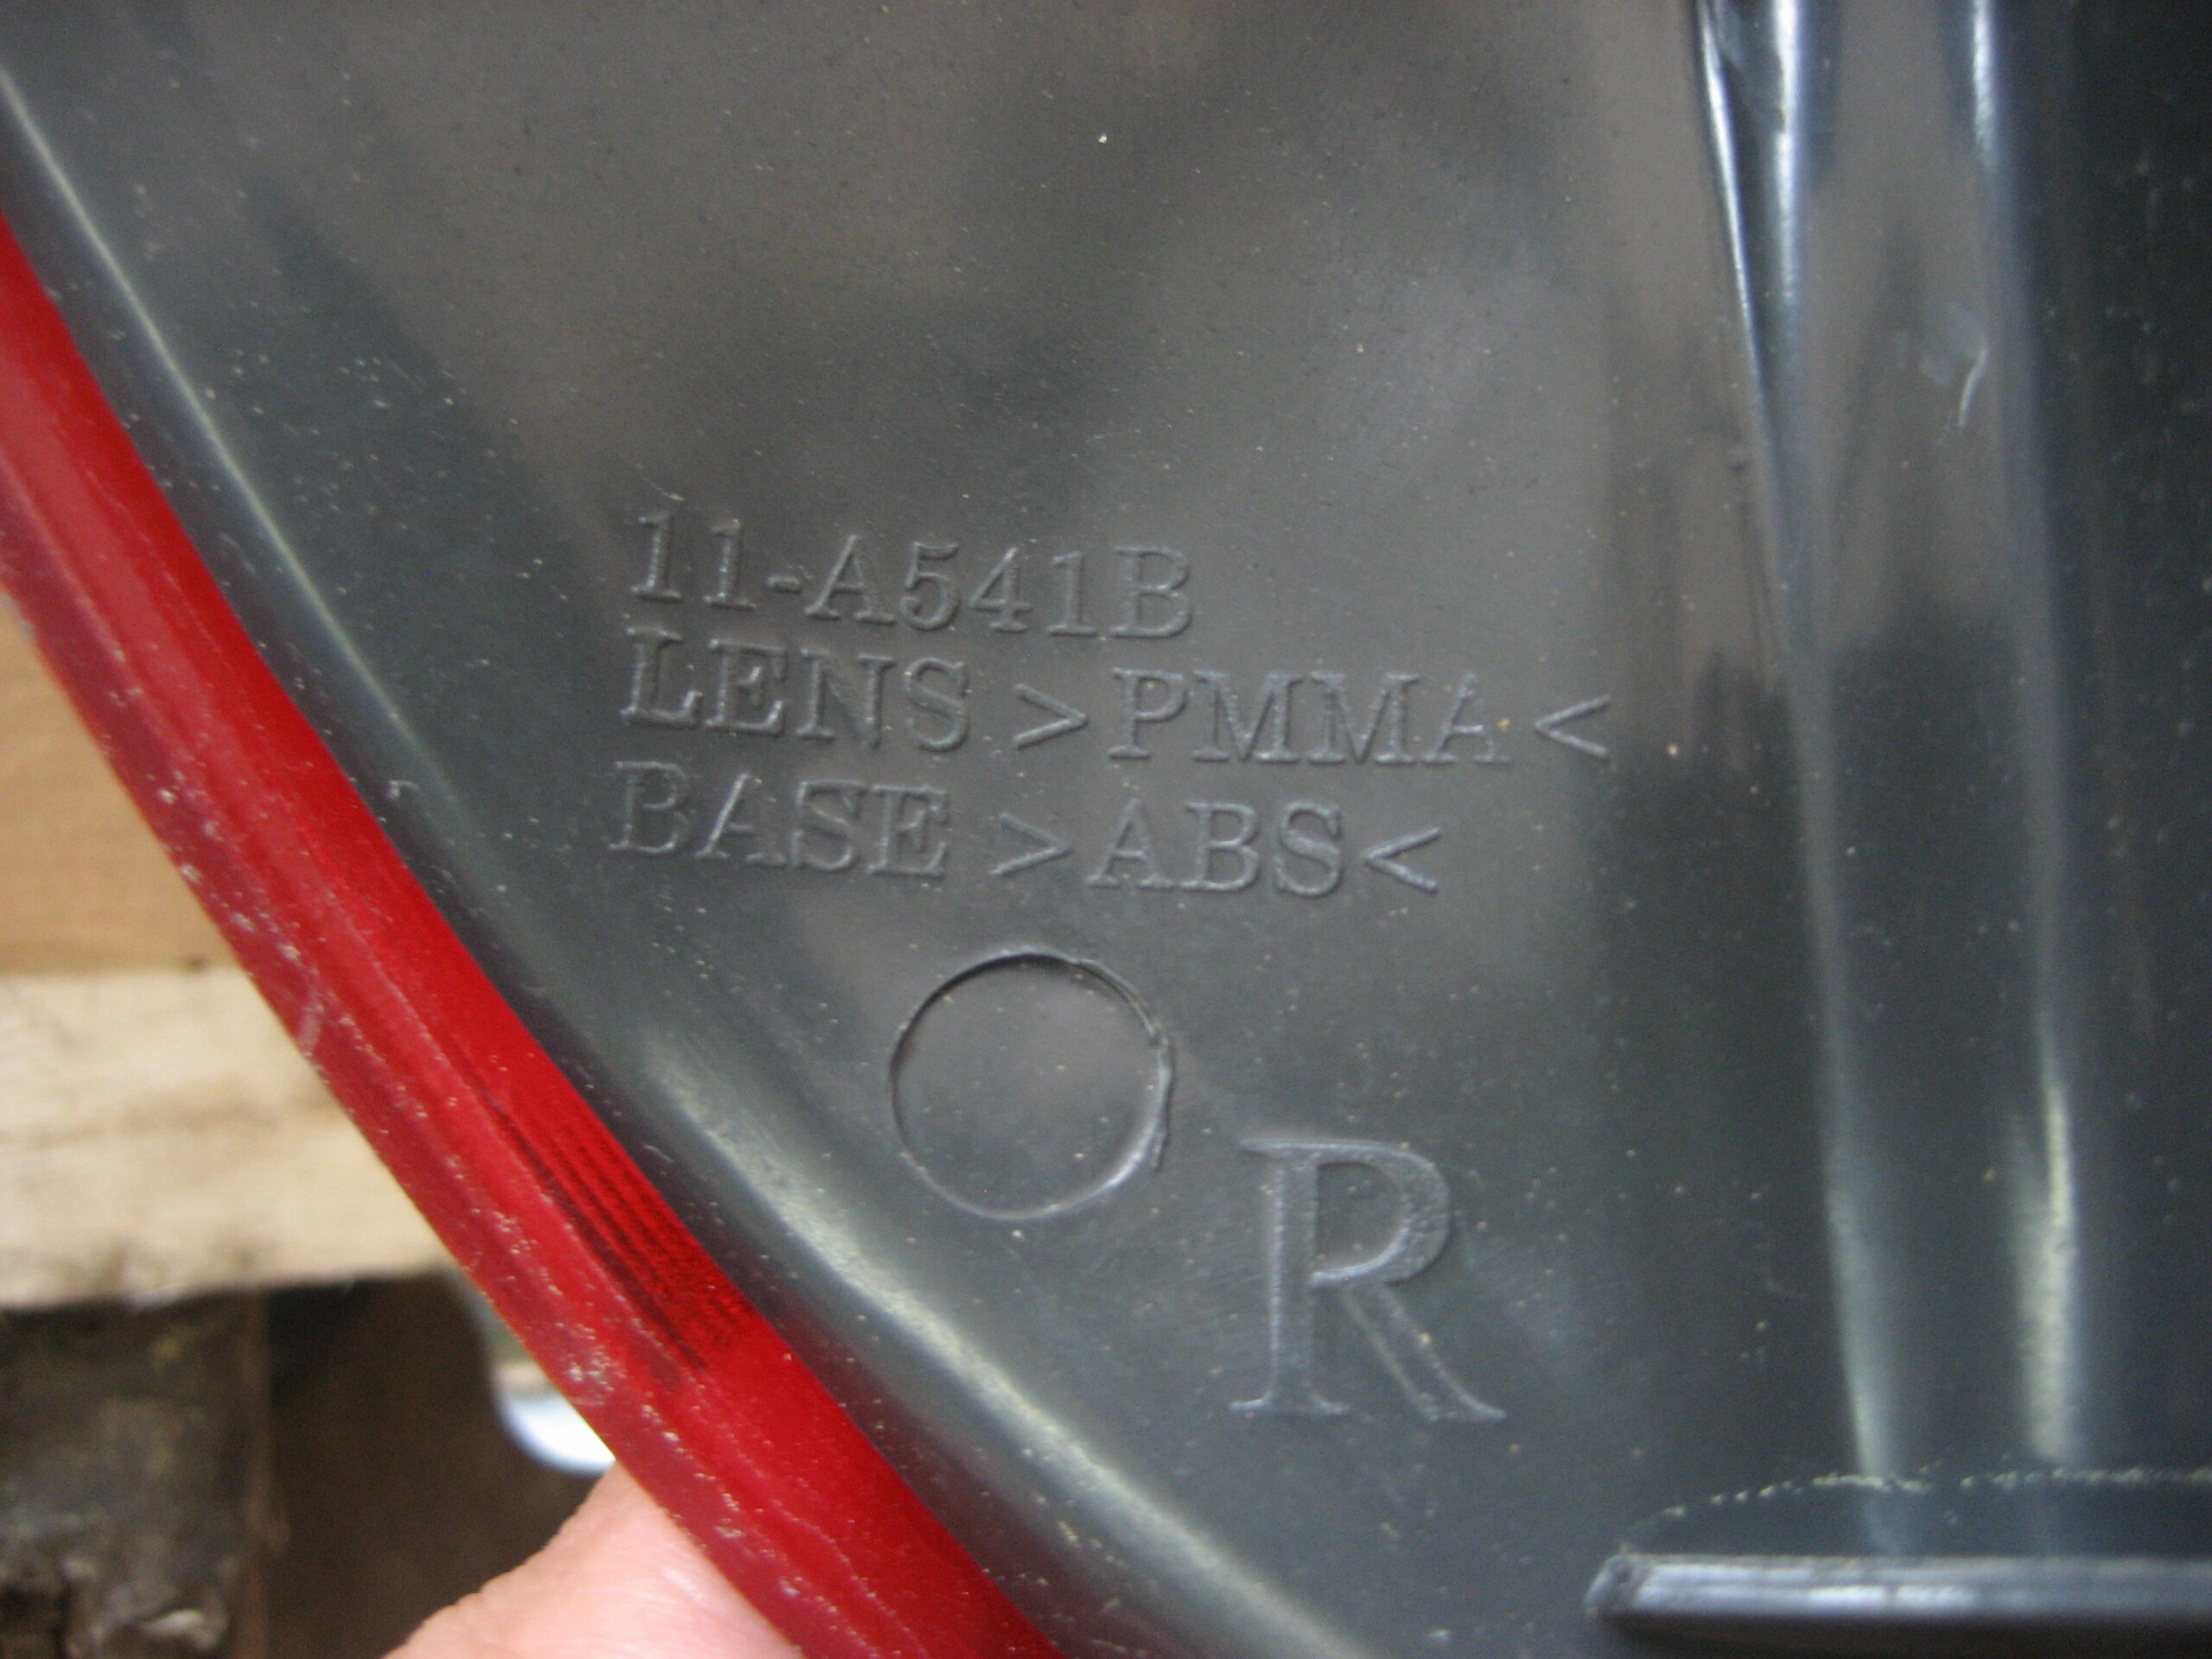 11-A541B
LENS >PMMA<
BASE >ABS<
R